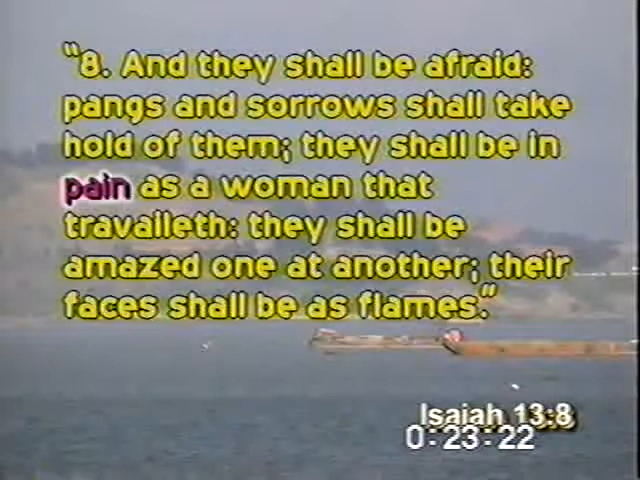 "8. And they shall be afraid:
pangs and sorrows shall take
hold of them; they shall be in
pain as a woman that
travaileth: they shall be
amazed one at another; their
faces shall be as flames."
Isaiah 13:8
0:23:22